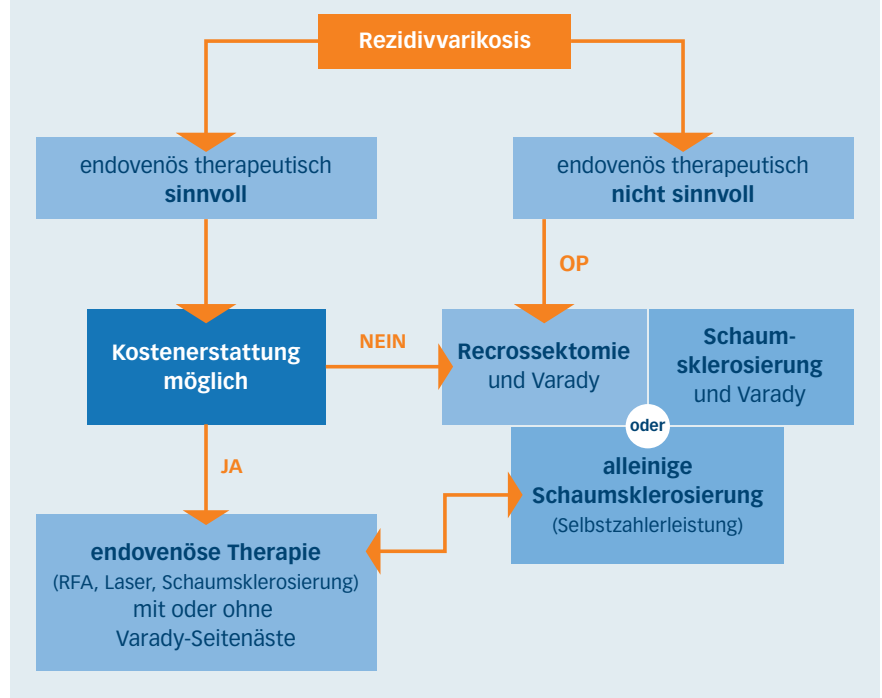 Rezidivvarikosis
endovenös therapeutisch
sinnvoll
endovenös therapeutisch
nicht sinnvoll
OP
Kostenerstattung
möglich
NEIN
Recrossektomie
und Varady
Schaum-
sklerosierung
und Varady
oder
JA
alleinige
Schaumsklerosierung
(Selbstzahlerleistung)
endovenöse Therapie
(RFA, Laser, Schaumsklerosierung)
mit oder ohne
Varady-Seitenäste